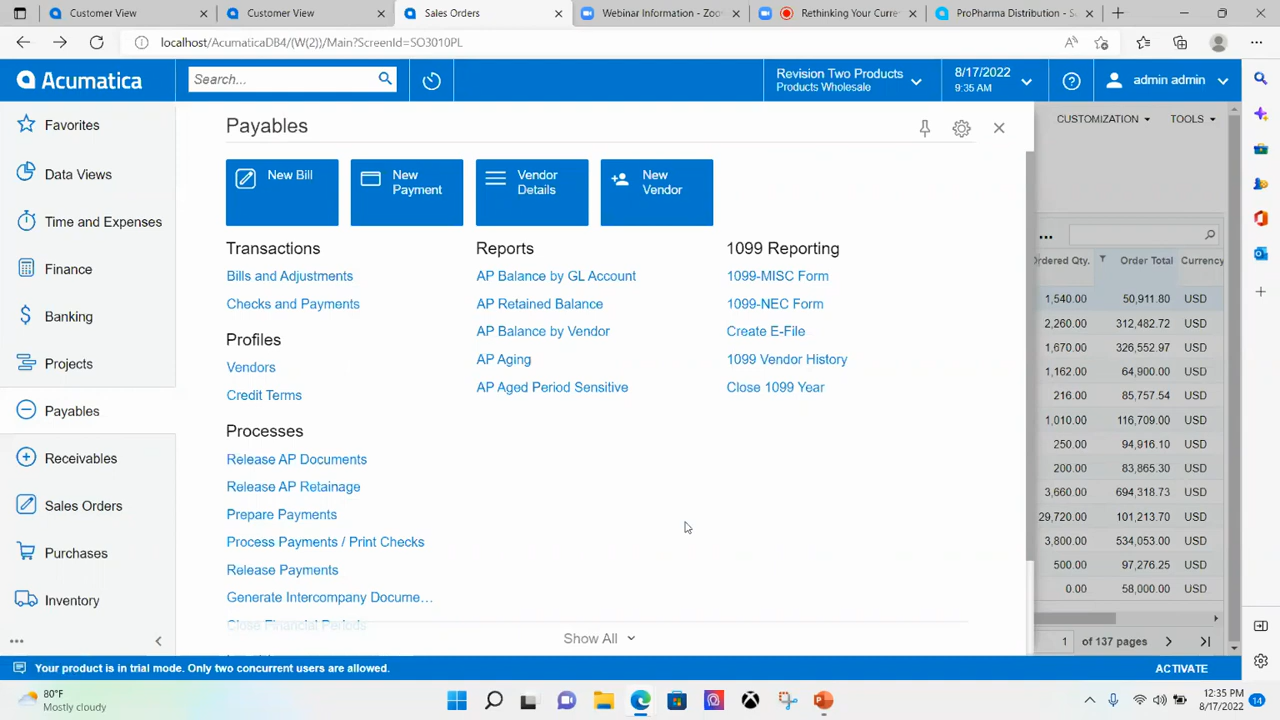 Customer View
Customer View
Sales Orders
Webinar Information - Zoo
Rethinking Your Curre
ProPharma Distribution - S
localhost/AcumaticaDB4/(W(2))/Main?ScreenId=SO3010PL
Acumatica
Search...
Revision Two Products
Products Wholesale
8/17/2022
9:35 AM
admin admin
Favorites
Data Views
Time and Expenses
Finance
Banking
Projects
Payables
Receivables
Sales Orders
Purchases
Inventory
Payables
New Bill
New Payment
Vendor Details
New Vendor
Transactions
Bills and Adjustments
Checks and Payments
Profiles
Vendors
Credit Terms
Processes
Release AP Documents
Release AP Retainage
Prepare Payments
Process Payments / Print Checks
Release Payments
Generate Intercompany Docume...
Close Financial Periods
Reports
AP Balance by GL Account
AP Retained Balance
AP Balance by Vendor
AP Aging
AP Aged Period Sensitive
1099 Reporting
1099-MISC Form
1099-NEC Form
Create E-File
1099 Vendor History
Close 1099 Year
Show All
CUSTOMIZATION TOOLS
Ordered Qty. Order Total Currency
1,540.00 50,911.80 USD
2,260.00 312,482.72 USD
1,670.00 326,552.97 USD
1,162.00 64,900.00 USD
216.00 85,757.54 USD
1,010.00 116,709.00 USD
250.00 94,916.10 USD
200.00 83,865.30 USD
3,660.00 694,318.73 USD
29,720.00 101,213.70 USD
3,800.00 534,053.00 USD
500.00 97,276.25 USD
0.00 58,000.00 USD
1 of 137 pages
Your product is in trial mode. Only two concurrent users are allowed.
ACTIVATE
80°F
Mostly cloudy
12:35 PM
8/17/2022
14